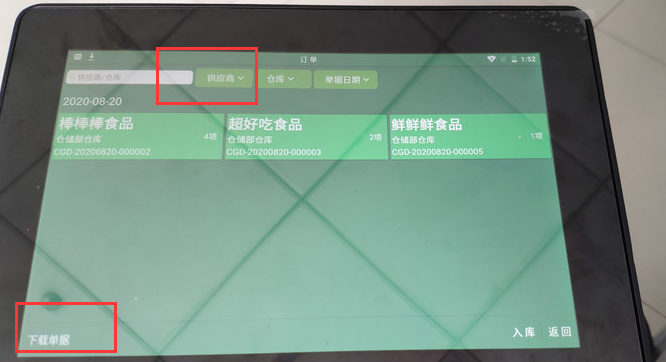 订单
1:52
供应商/仓库
供应商
仓库
单据日期
2020-08-20
棒棒棒食品
仓储部仓库
4项
CGD-20200820-000002
超好吃食品
仓储部仓库
2项
CGD-20200820-000003
鲜鲜鲜食品
仓储部仓库
1项
CGD-20200820-000005
下载单据
入库
返回